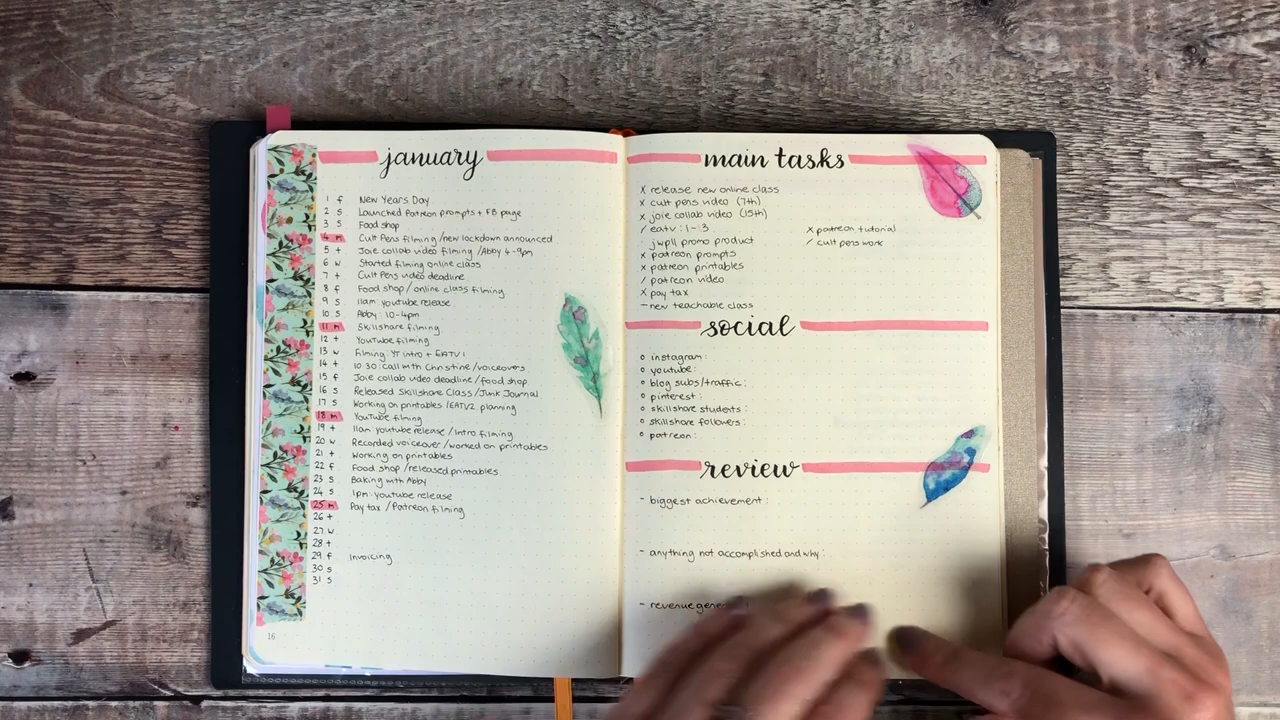 january
1 f New Years Day
2 s Launched Patreon prompts + FB page
3 s Food shop
4 m Cult Pens filming / new lockdown announced
5 t Joie collab video filming / Abby 4-9pm
6 w Started filming online class
7 t Cult Pens video deadline
8 f Food shop / online class filming
9 s 11am youtube release
10 s Abby: 10-4pm
11 m Skillshare filming
12 t YouTube filming
13 w Filming YT intro + EATV1
14 t 10:30: call with Christine / voiceovers
15 f Joie collab video deadline / food shop
16 s Released Skillshare Class / Junk Journal
17 s Working on printables / EATV2 planning
18 m YouTube filming
19 t 11am youtube release / intro filming
20 w Recorded voiceover / worked on printables
21 t Working on printables
22 f Food shop / released printables
23 s Baking with Abby
24 s 1pm: youtube release
25 m Pay tax / Patreon filming
26 t
27 w
28 t
29 f Invoicing
30 s
31 s
16
main tasks
x release new online class
x cult pens video (7th)
x joie collab video (15th)
/ eatv: 1-3
. jwpll promo product
x patreon prompts
x patreon printables
/ patreon video
x pay tax
- new teachable class
x patreon tutorial
/ cult pens work
social
o instagram:
o youtube:
o blog subs/traffic:
o pinterest:
o skillshare students:
o skillshare followers:
o patreon:
review
- biggest achievement:
- anything not accomplished and why:
- revenue